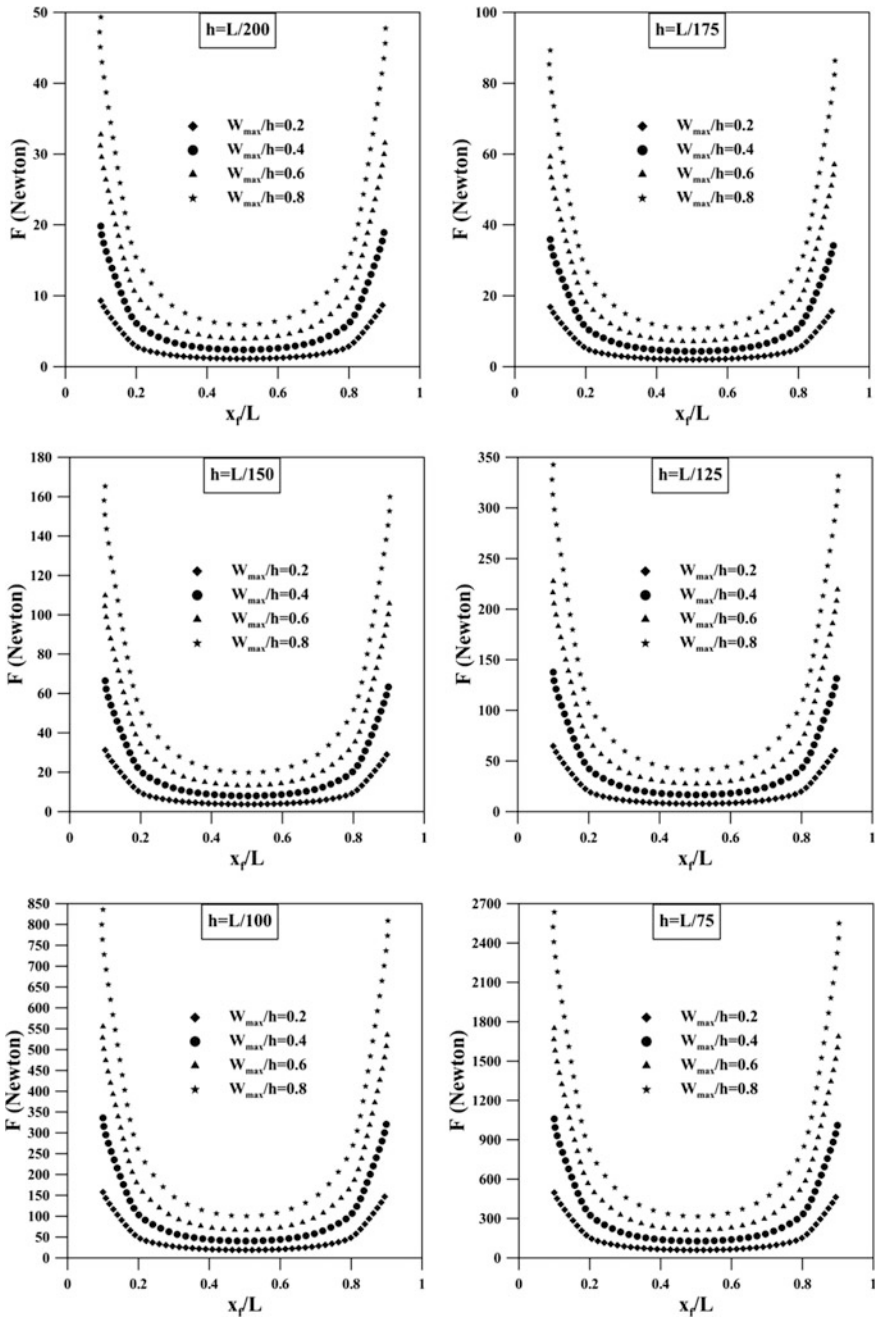 h=L/200
50
40
30
20
10
0
F (Newton)
W_max/h=0.2
W_max/h=0.4
W_max/h=0.6
W_max/h=0.8
0 0.2 0.4 0.6 0.8 1
x_f/L
h=L/175
100
80
60
40
20
0
F (Newton)
W_max/h=0.2
W_max/h=0.4
W_max/h=0.6
W_max/h=0.8
0 0.2 0.4 0.6 0.8 1
x_f/L
h=L/150
180
160
140
120
100
80
60
40
20
0
F (Newton)
W_max/h=0.2
W_max/h=0.4
W_max/h=0.6
W_max/h=0.8
0 0.2 0.4 0.6 0.8 1
x_f/L
h=L/125
350
300
250
200
150
100
50
0
F (Newton)
W_max/h=0.2
W_max/h=0.4
W_max/h=0.6
W_max/h=0.8
0 0.2 0.4 0.6 0.8 1
x_f/L
h=L/100
850
800
750
700
650
600
550
500
450
400
350
300
250
200
150
100
50
0
F (Newton)
W_max/h=0.2
W_max/h=0.4
W_max/h=0.6
W_max/h=0.8
0 0.2 0.4 0.6 0.8 1
x_f/L
h=L/75
2700
2400
2100
1800
1500
1200
900
600
300
0
F (Newton)
W_max/h=0.2
W_max/h=0.4
W_max/h=0.6
W_max/h=0.8
0 0.2 0.4 0.6 0.8 1
x_f/L